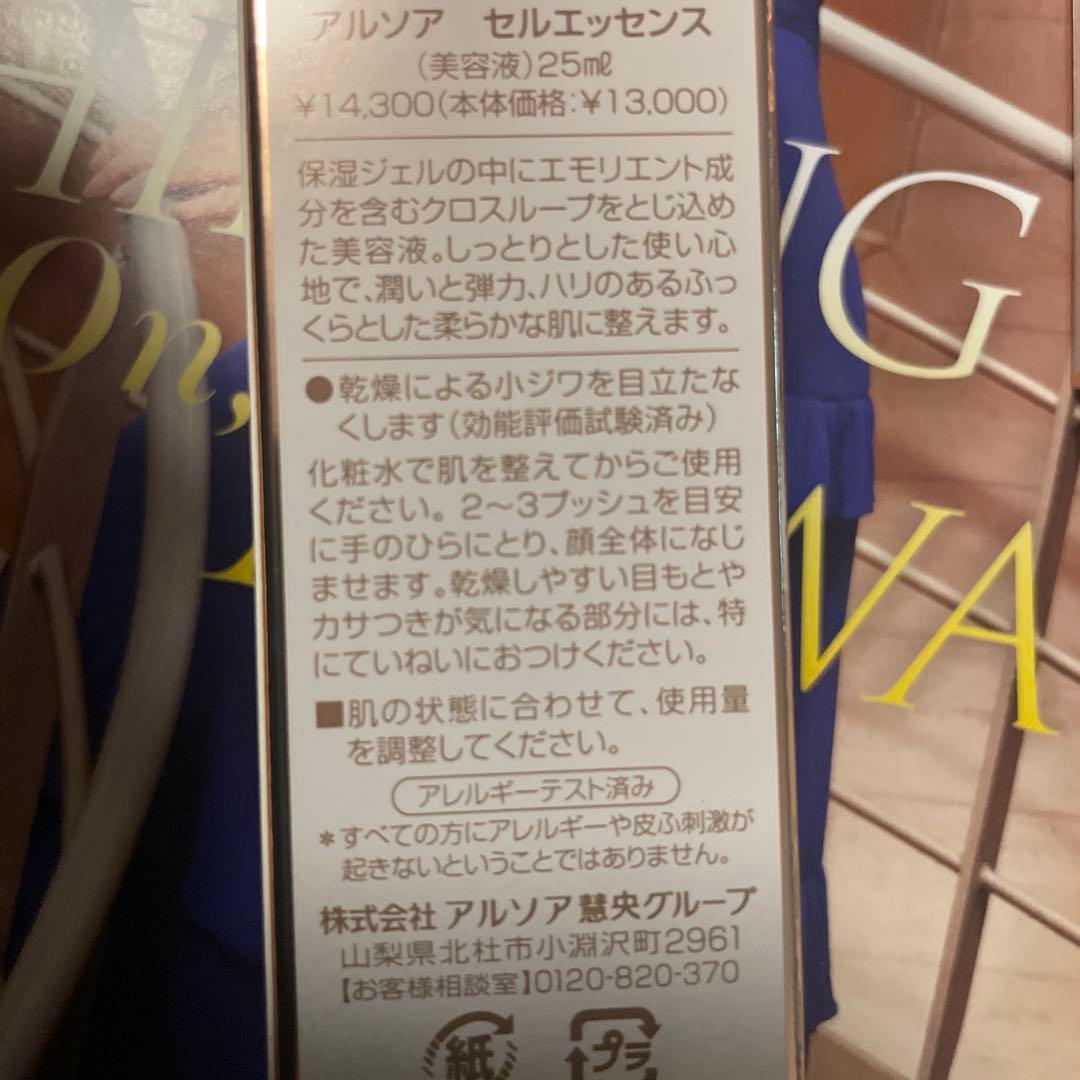 アルソア セルエッセンス
(美容液)25㎖
¥14,300(本体価格:¥13,000)
保湿ジェルの中にエモリエント成
分を含むクロスループをとじ込め
た美容液。しっとりとした使い心
地で、潤いと弾力、ハリのあるふっ
くらとした柔らかな肌に整えます。
●乾燥による小ジワを目立たな
くします(効能評価試験済み)
化粧水で肌を整えてからご使用
ください。2〜3プッシュを目安
に手のひらにとり、顔全体になじ
ませます。乾燥しやすい目もとや
カサつきが気になる部分には、特
にていねいにおつけください。
■肌の状態に合わせて、使用量
を調整してください。
アレルギーテスト済み
*すべての方にアレルギーや皮ふ刺激が
起きないということではありません。
株式会社 アルソア慧央グループ
山梨県北杜市小淵沢町2961
【お客様相談室】0120-820-370
紙 プラ
NG
On,
WA